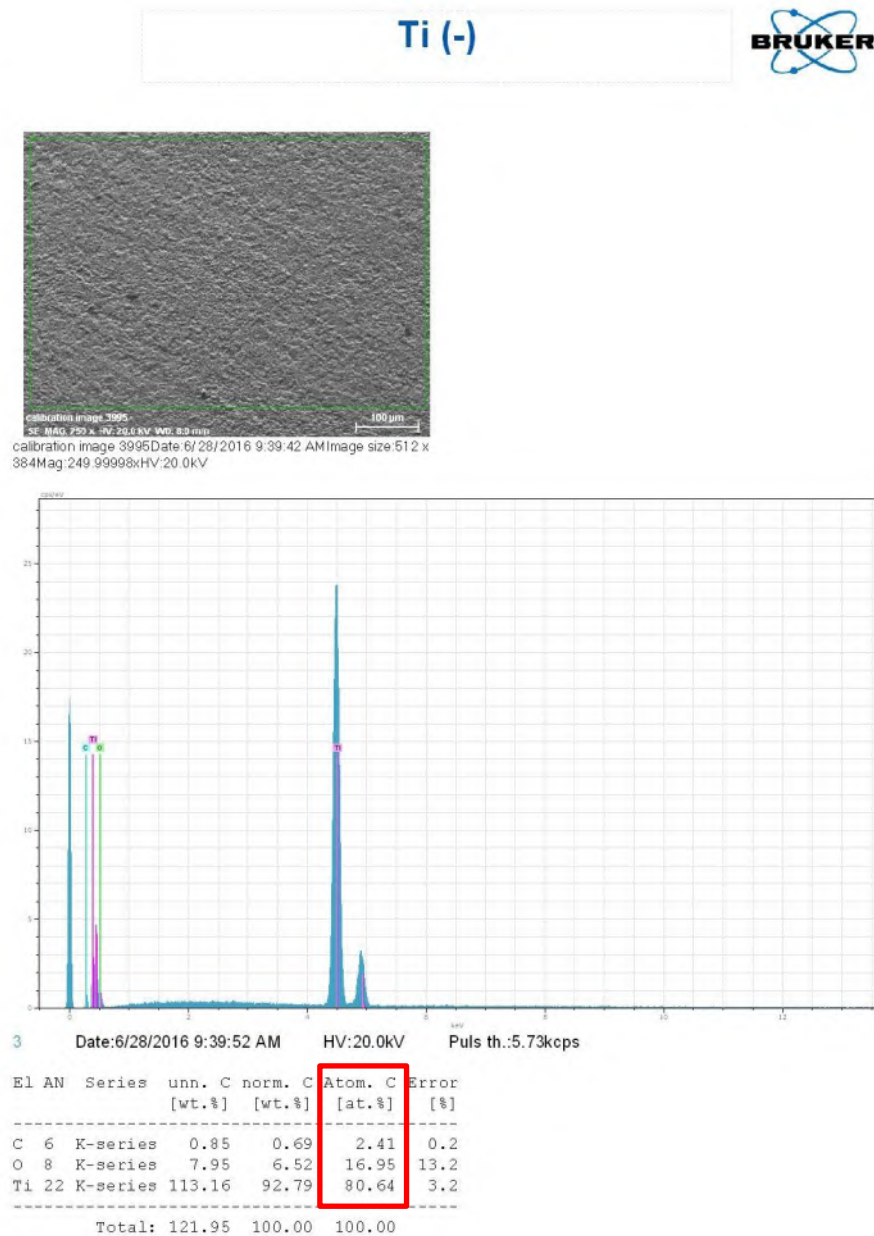 Ti (-)
BRUKER
calibration image 3995
SE MAG: 250 x HV: 20.0 kV WD: 8.0 mm
100 µm
calibration image 3995Date:6/28/2016 9:39:42 AMImage size:512 x
384Mag:249.99998xHV:20.0kV
cps/eV
25
20
15
10
5
0
C
Ti
O
Ti
0 2 4 6 8 10 12
keV
3 Date:6/28/2016 9:39:52 AM HV:20.0kV Puls th.:5.73kcps
El AN Series unn. C norm. C Atom. C Error
[wt.%] [wt.%] [at.%] [%]
C 6 K-series 0.85 0.69 2.41 0.2
O 8 K-series 7.95 6.52 16.95 13.2
Ti 22 K-series 113.16 92.79 80.64 3.2
Total: 121.95 100.00 100.00